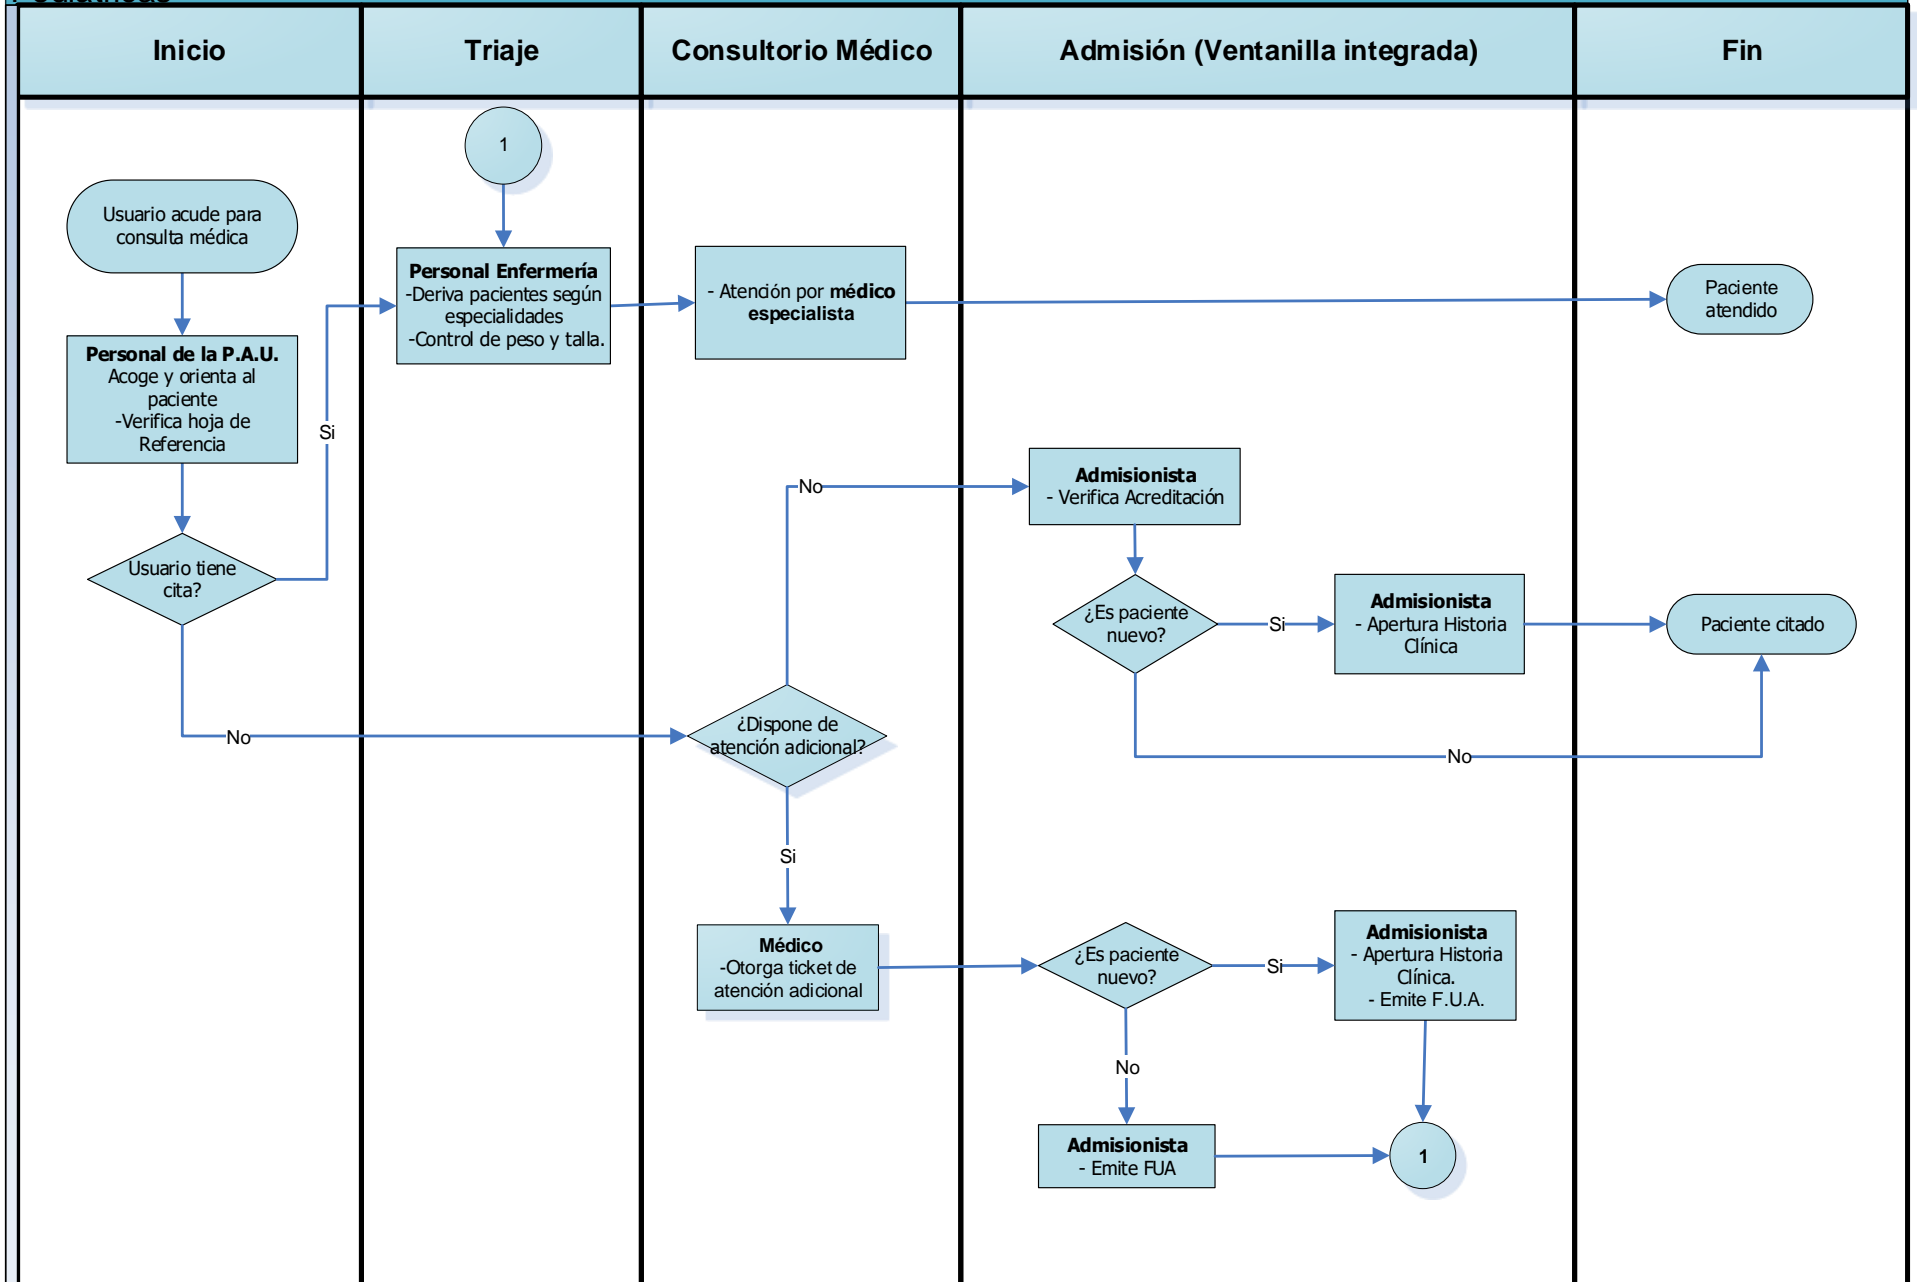 Inicio
Triaje
Consultorio Médico
Admisión (Ventanilla integrada)
Fin
1
Usuario acude para
consulta médica
Personal de la P.A.U.
Acoge y orienta al
paciente
-Verifica hoja de
Referencia
Usuario tiene
cita?
Si
No
Personal Enfermería
-Deriva pacientes según
especialidades
-Control de peso y talla.
- Atención por médico
especialista
Paciente
atendido
¿Dispone de
atención adicional?
No
Si
Admisionista
- Verifica Acreditación
¿Es paciente
nuevo?
Si
No
Admisionista
- Apertura Historia
Clínica
Paciente citado
Médico
-Otorga ticket de
atención adicional
¿Es paciente
nuevo?
Si
No
Admisionista
- Apertura Historia
Clínica.
- Emite F.U.A.
Admisionista
- Emite FUA
1